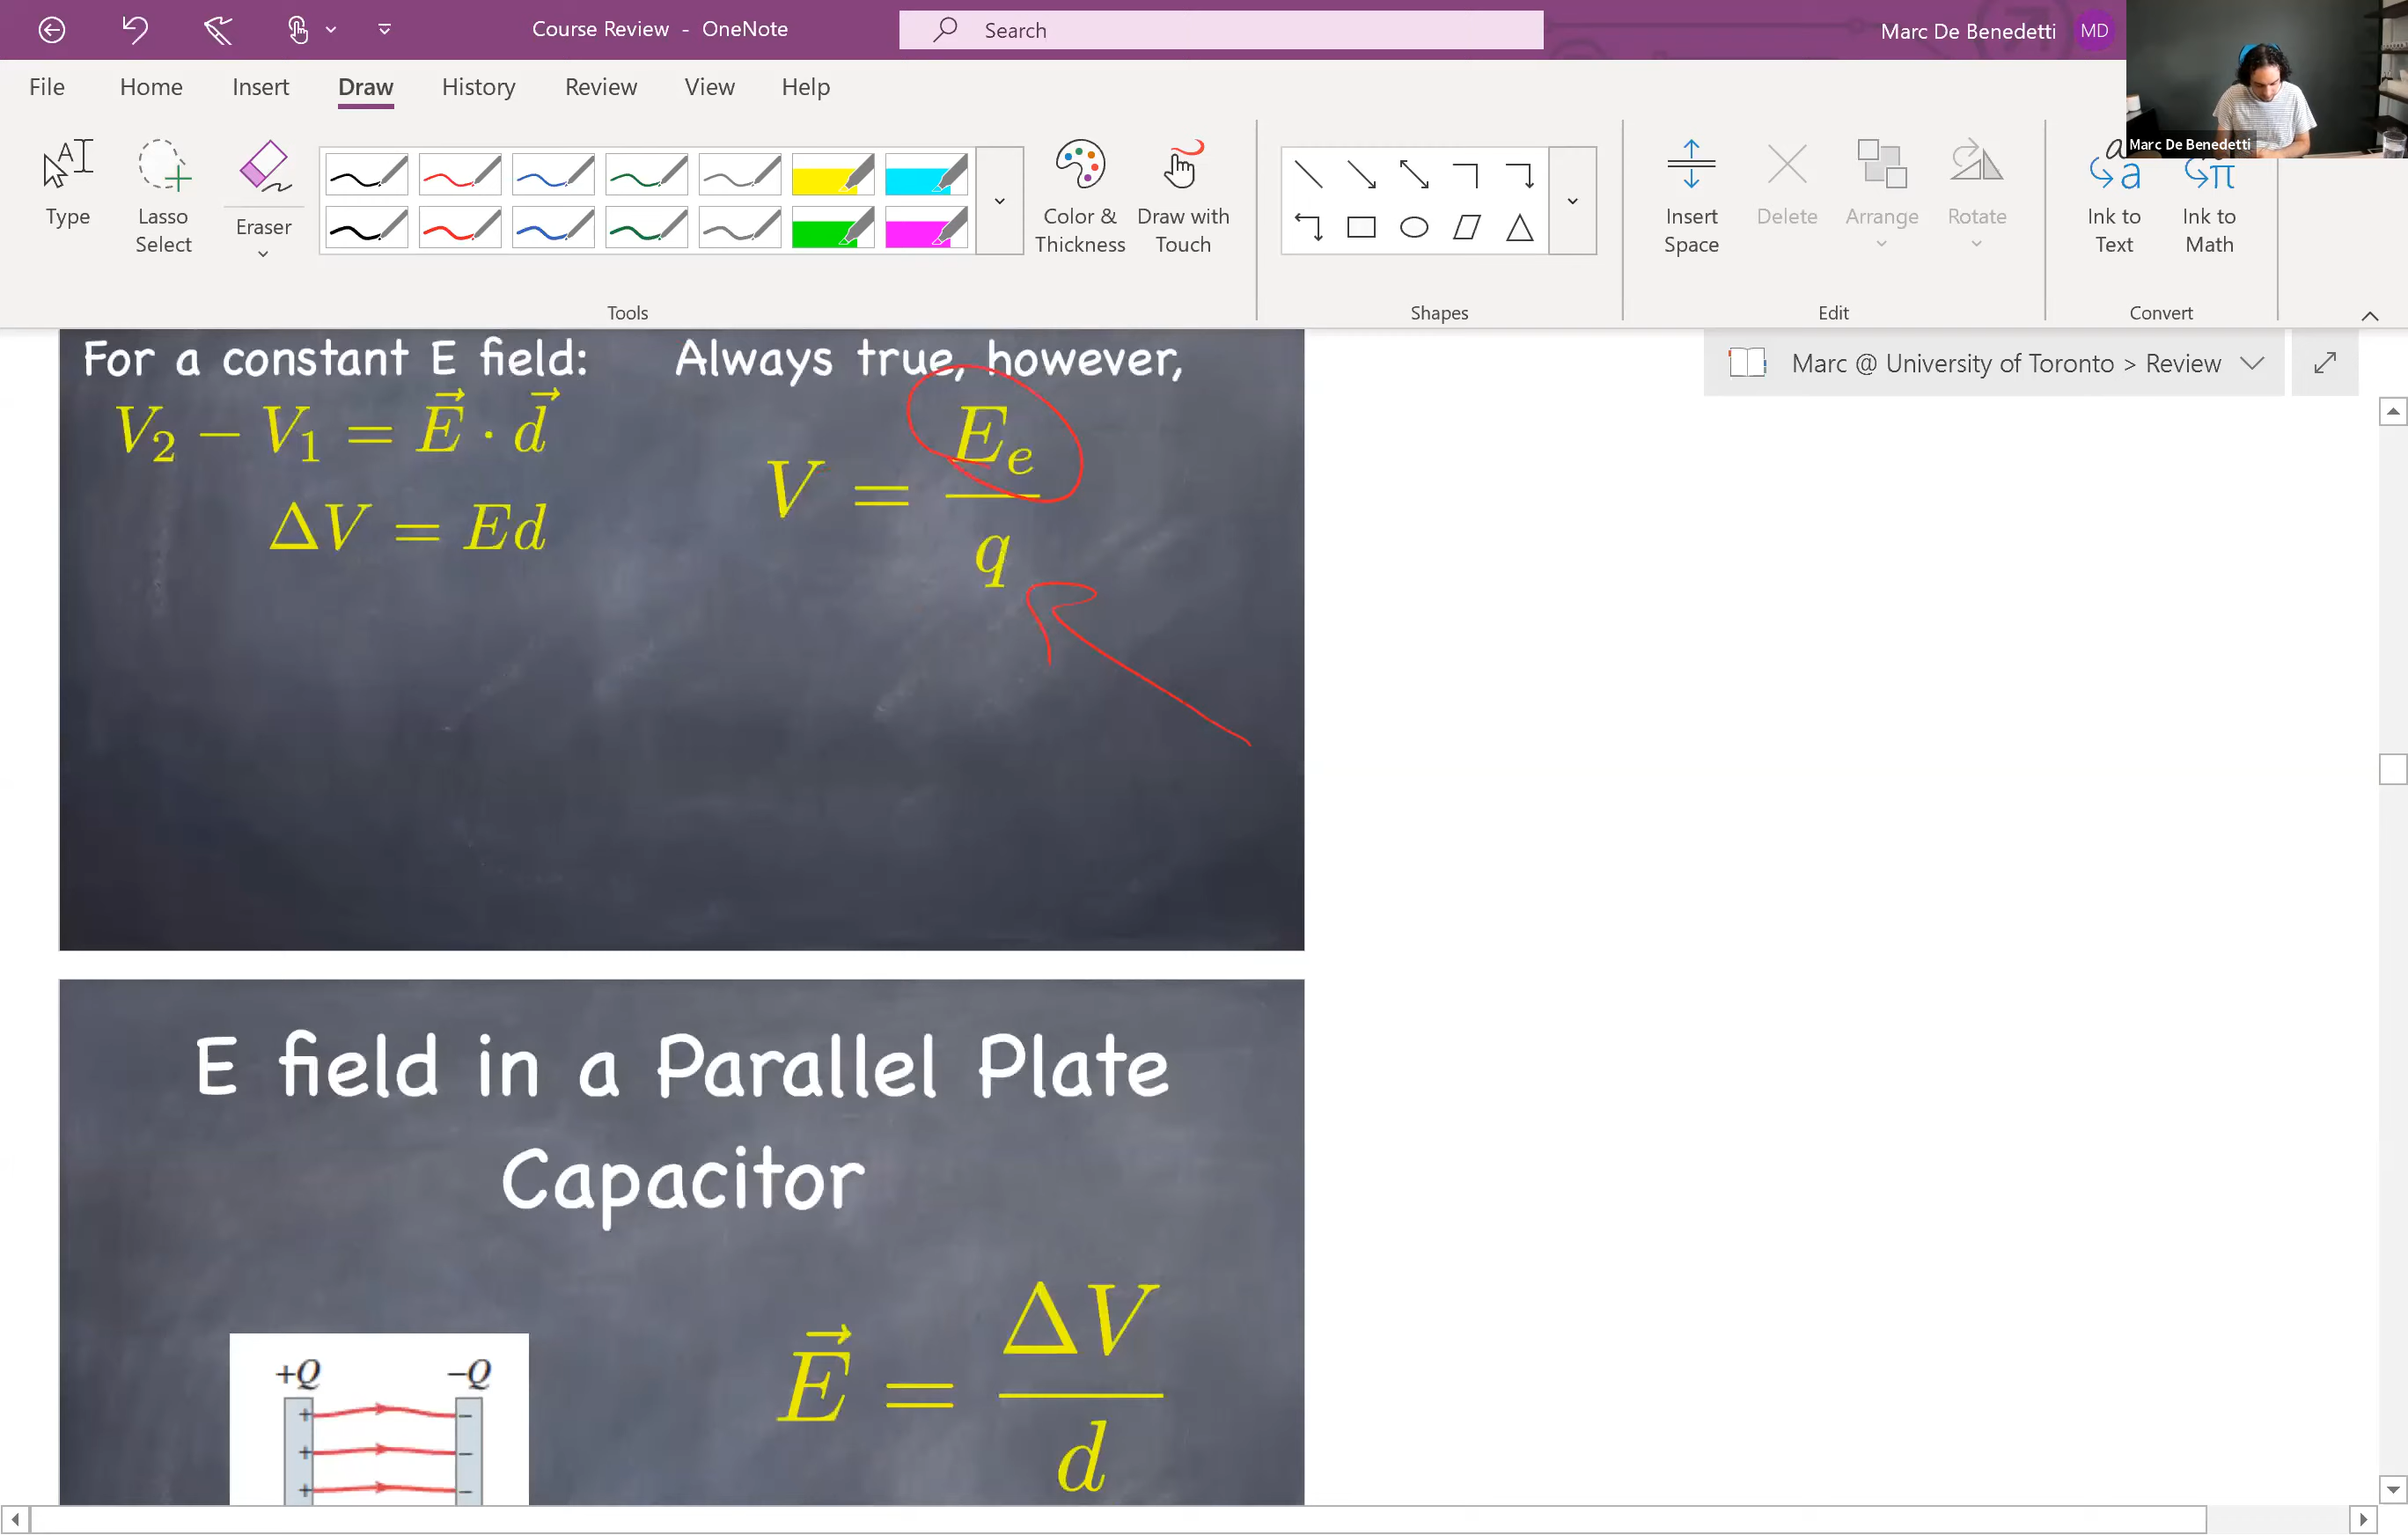 Course Review - OneNote
Search
Marc De Benedetti MD
File Home Insert Draw History Review View Help
Type
Lasso Select
Eraser
Color & Thickness
Draw with Touch
Insert Space
Delete
Arrange
Rotate
Ink to Text
Ink to Math
Marc De Benedetti
Tools Shapes Edit Convert
Marc @ University of Toronto > Review
For a constant E field:
V₂ − V₁ = E⃗ · d⃗
ΔV = Ed
Always true, however,
V = Eₑ / q
E field in a Parallel Plate
Capacitor
+Q −Q
E⃗ = ΔV / d